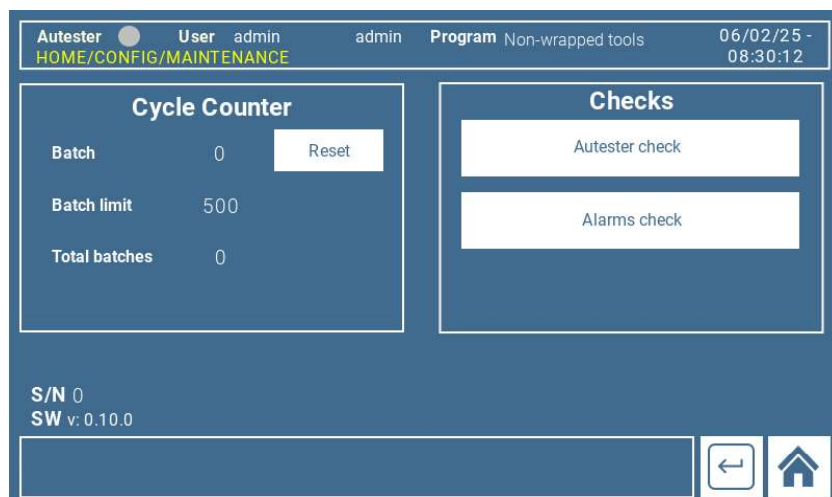 Autester User admin admin Program Non-wrapped tools 06/02/25 -
HOME/CONFIG/MAINTENANCE 08:30:12
Cycle Counter
Batch 0 Reset
Batch limit 500
Total batches 0
Checks
Autester check
Alarms check
S/N 0
SW v: 0.10.0